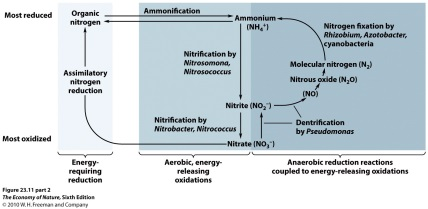 Most reduced
Organic
nitrogen
Ammonification
Ammonium
(NH4+)
Nitrogen fixation by
Rhizobium, Azotobacter,
cyanobacteria
Nitrification by
Nitrosomona,
Nitrosococcus
Molecular nitrogen (N2)
Nitrous oxide (N2O)
(NO)
Assimilatory
nitrogen
reduction
Nitrite (NO2−)
Nitrification by
Nitrobacter, Nitrococcus
Dentrification
by Pseudomonas
Most oxidized
Nitrate (NO3−)
Energy-
requiring
reduction
Aerobic, energy-
releasing
oxidations
Anaerobic reduction reactions
coupled to energy-releasing oxidations
Figure 23.11 part 2
The Economy of Nature, Sixth Edition
© 2010 W. H. Freeman and Company